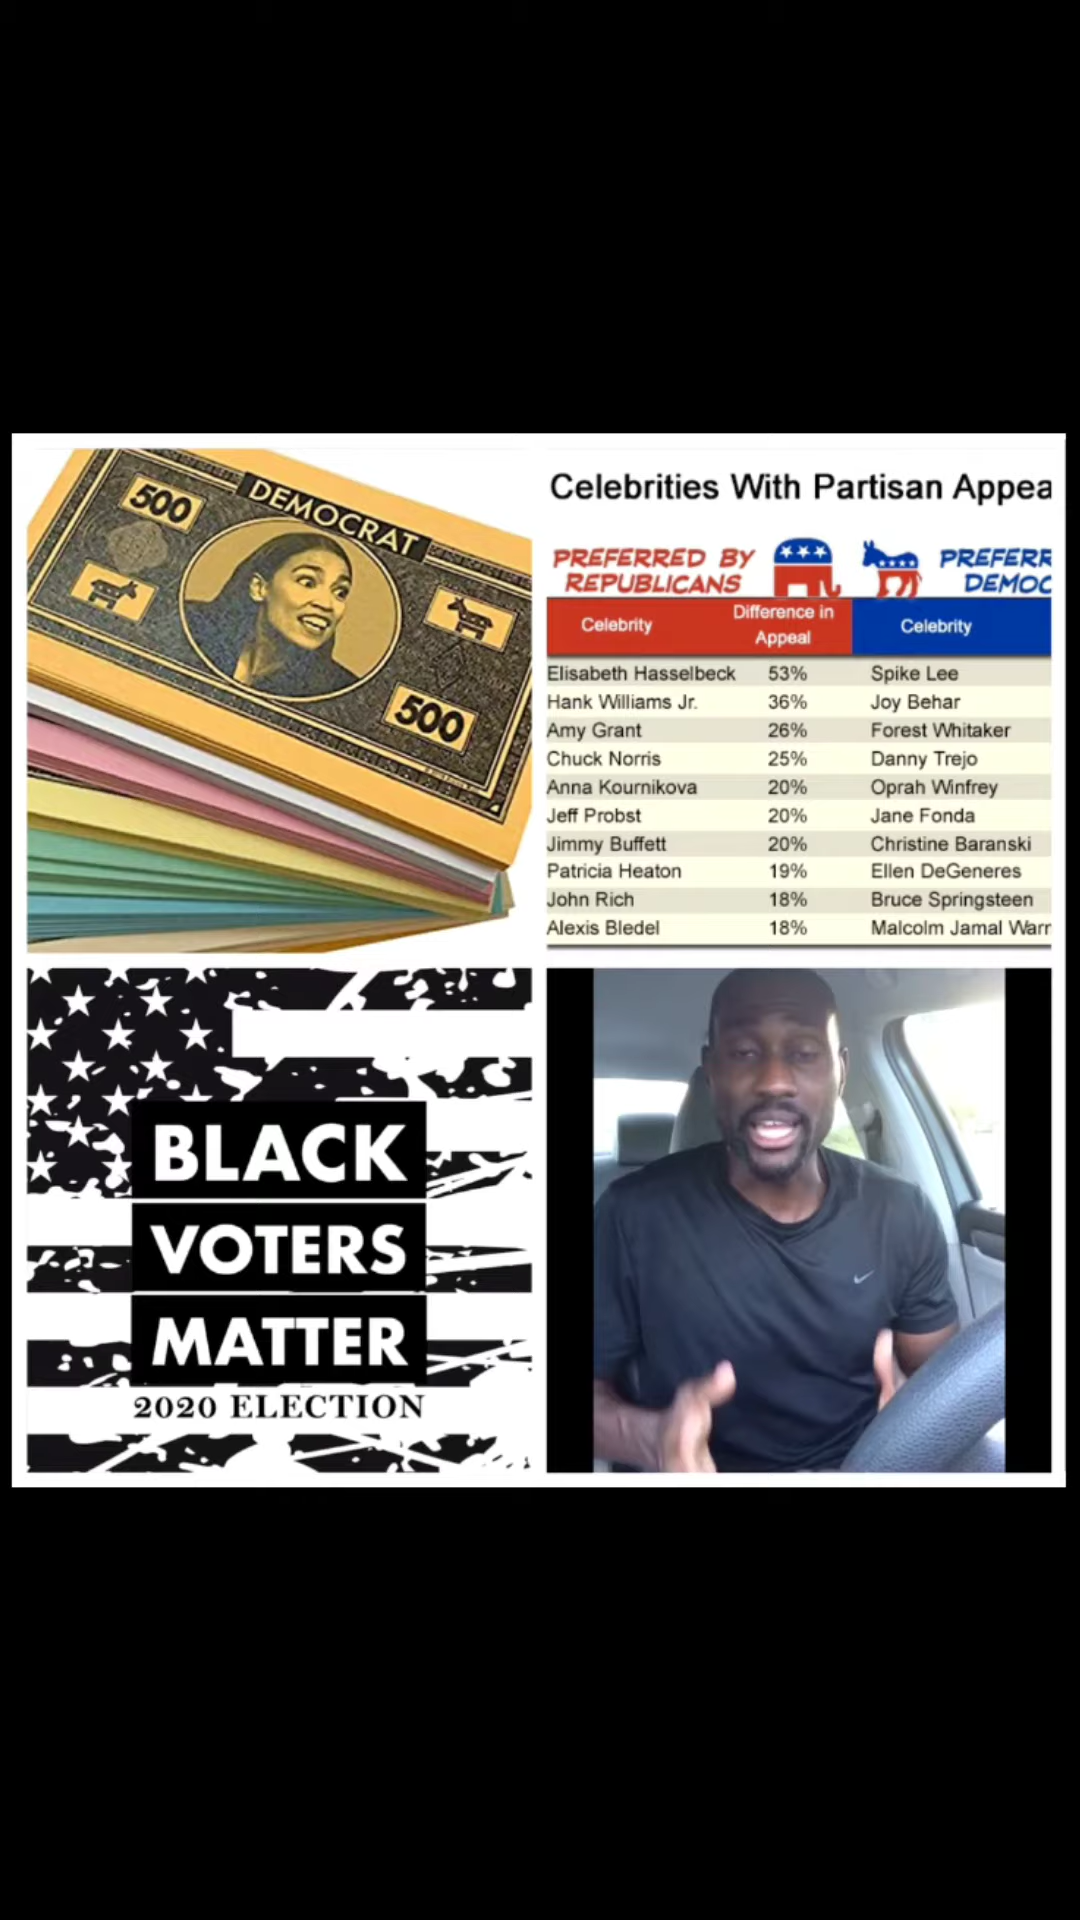 500
DEMOCRAT
500
Celebrities With Partisan Appea
PREFERRED BY
REPUBLICANS
PREFERR
DEMOC
Celebrity
Difference in
Appeal
Celebrity
Elisabeth Hasselbeck 53% Spike Lee
Hank Williams Jr. 36% Joy Behar
Amy Grant 26% Forest Whitaker
Chuck Norris 25% Danny Trejo
Anna Kournikova 20% Oprah Winfrey
Jeff Probst 20% Jane Fonda
Jimmy Buffett 20% Christine Baranski
Patricia Heaton 19% Ellen DeGeneres
John Rich 18% Bruce Springsteen
Alexis Bledel 18% Malcolm Jamal Warr
BLACK
VOTERS
MATTER
2020 ELECTION